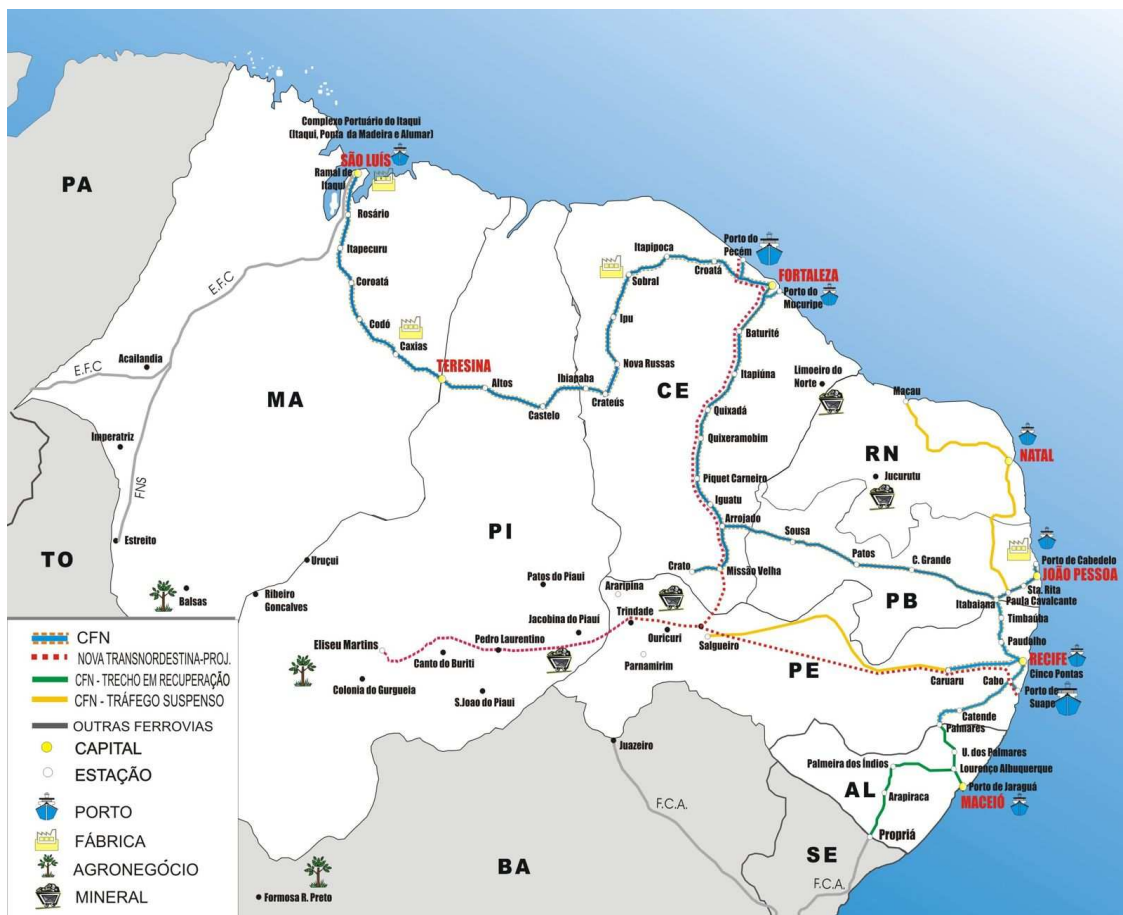 Complexo Portuário do Itaqui
(Itaqui, Ponta da Madeira e Alumar)
SÃO LUÍS
Ramal de
Itaqui
PA
Rosário
Itapecuru
Coroatá
Codó
Caxias
TERESINA
E.F.C
E.F.C
Acailandia
MA
Imperatriz
FNS
Estreito
TO
Balsas
Altos
Castelo
Ibiapaba
Crateús
Nova Russas
Ipu
Sobral
Itapipoca
Croatá
Porto do
Pecém
FORTALEZA
Porto do
Mucuripe
Baturité
CE
Itapiúna
Limoeiro do
Norte
Quixadá
Quixeramobim
Piquet Carneiro
Iguatu
Arrojado
Macau
RN
NATAL
Jucurutu
Sousa
Patos
C. Grande
Porto de Cabedelo
JOÃO PESSOA
Sta. Rita
Paula Cavalcante
Itabaiana
PB
Timbaúba
Paudalho
Crato
Missão Velha
PI
Uruçui
Ribeiro
Goncalves
Patos do Piaui
Araripina
Jacobina do Piauí
Trindade
Ouricuri
Salgueiro
Parnamirim
Eliseu Martins
Pedro Laurentino
Canto do Buriti
Colonia do Gurgueia
S.Joao do Piaui
PE
RECIFE
Cinco Pontas
Caruaru
Cabo
Porto de
Suape
Catende
Palmares
Juazeiro
U. dos Palmares
Palmeira dos Índios
Lourenço Albuquerque
AL
Porto de Jaraguá
MACEIÓ
Arapiraca
Propriá
F.C.A.
BA
SE
F.C.A.
Formosa R. Preto
CFN
NOVA TRANSNORDESTINA-PROJ.
CFN - TRECHO EM RECUPERAÇÃO
CFN - TRÁFEGO SUSPENSO
OUTRAS FERROVIAS
CAPITAL
ESTAÇÃO
PORTO
FÁBRICA
AGRONEGÓCIO
MINERAL